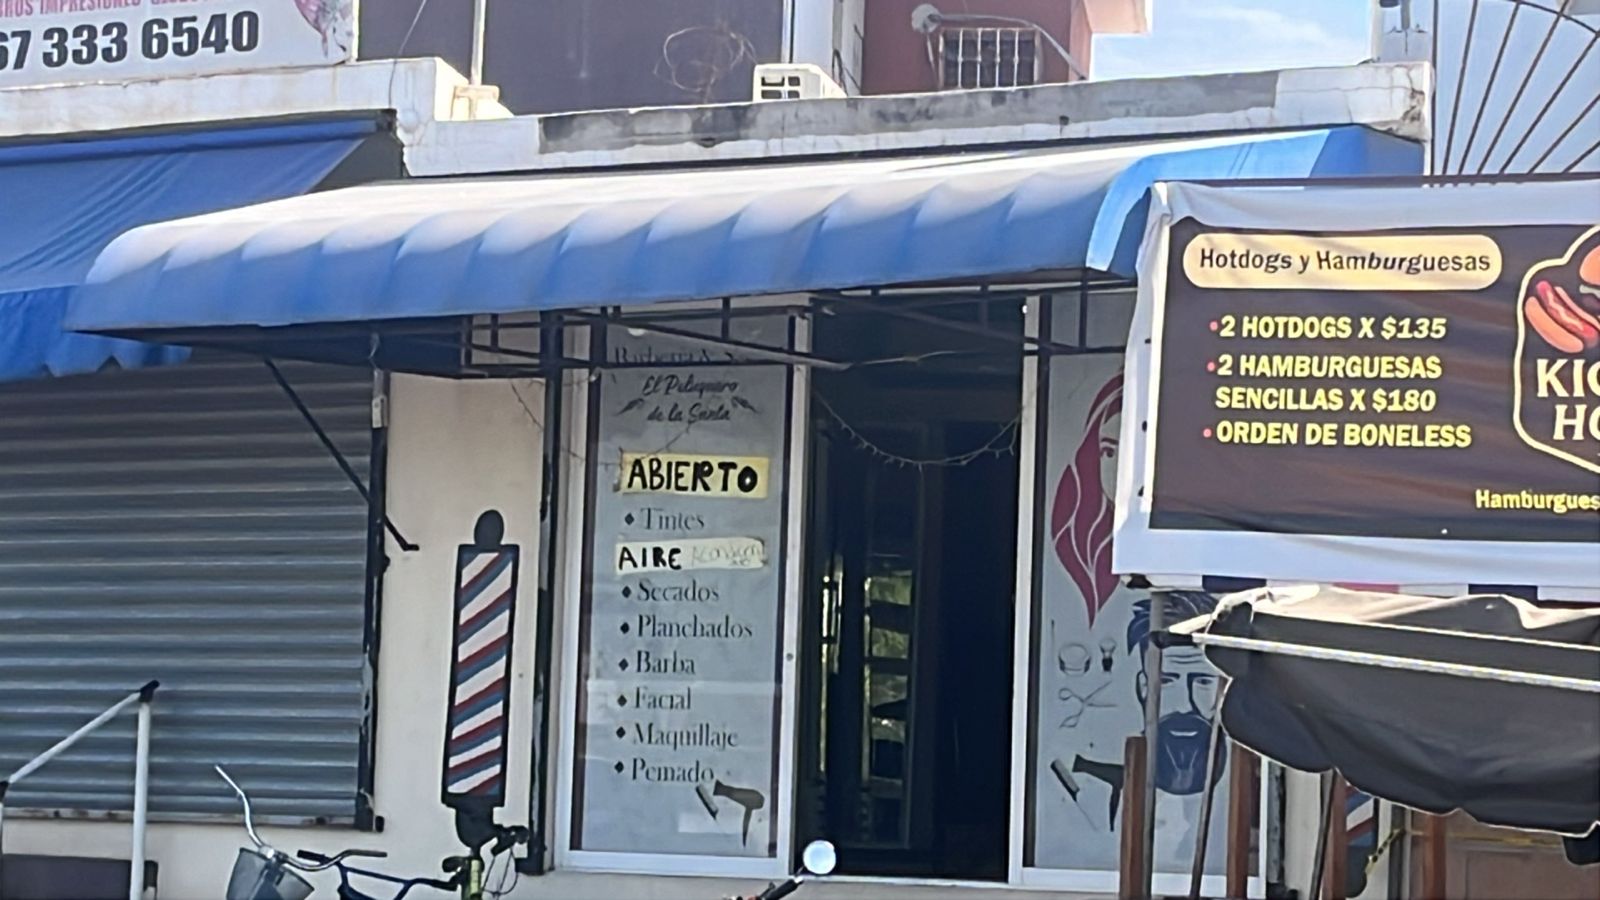 67 333 6540
Barbería &
El Peluquero
de la Santa
ABIERTO
Tintes
AIRE
Secados
Planchados
Barba
Facial
Maquillaje
Peinado
Hotdogs y Hamburguesas
•2 HOTDOGS X $135
•2 HAMBURGUESAS
SENCILLAS X $180
•ORDEN DE BONELESS